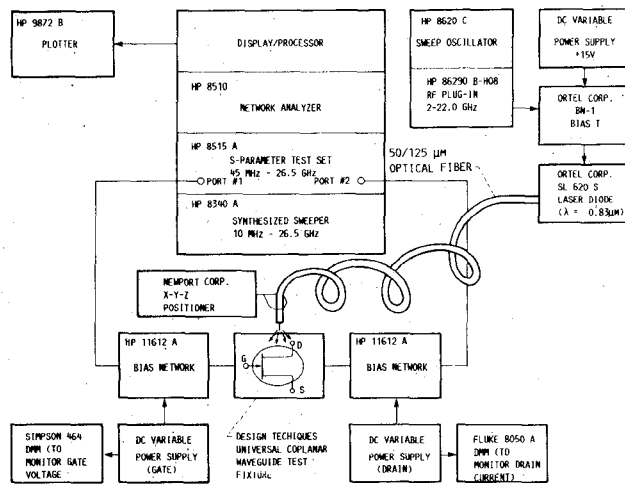 HP 9872 B
PLOTTER
DISPLAY/PROCESSOR
HP 8510
NETWORK ANALYZER
HP 8515 A
S-PARAMETER TEST SET
45 MHz - 26.5 GHz
PORT #1
PORT #2
HP 8340 A
SYNTHESIZED SWEEPER
10 MHz - 26.5 GHz
HP 8620 C
SWEEP OSCILLATOR
HP 86290 B-H08
RF PLUG-IN
2-22.0 GHz
DC VARIABLE
POWER SUPPLY
+15V
ORTEL CORP.
BN-1
BIAS T
50/125 μm
OPTICAL FIBER
ORTEL CORP.
SL 620 S
LASER DIODE
(λ = 0.83μM)
NEWPORT CORP.
X-Y-Z
POSITIONER
HP 11612 A
BIAS NETWORK
G
D
S
HP 11612 A
BIAS NETWORK
SIMPSON 464
DMM (TO
MONITOR GATE
VOLTAGE
DC VARIABLE
POWER SUPPLY
(GATE)
DESIGN TECHIQUES
UNIVERSAL COPLANAR
WAVEGUIDE TEST
FIXTURE
DC VARIABLE
POWER SUPPLY
(DRAIN)
FLUKE 8050 A
DMM (TO
MONITOR DRAIN
CURRENT)